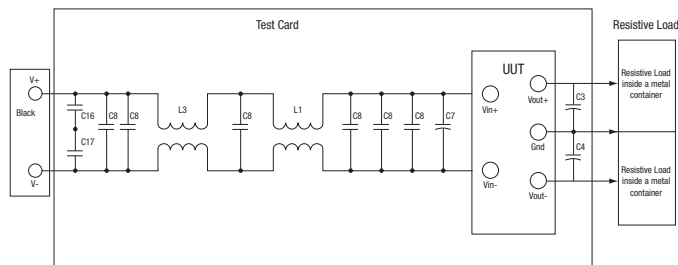 Test Card
Resistive Load
V+
Black
V-
C16
C17
C8
C8
L3
C8
L1
C8
C8
C8
C7
UUT
Vin+
Vin-
Vout+
Gnd
Vout-
C3
C4
Resistive Load
inside a metal
container
Resistive Load
inside a metal
container